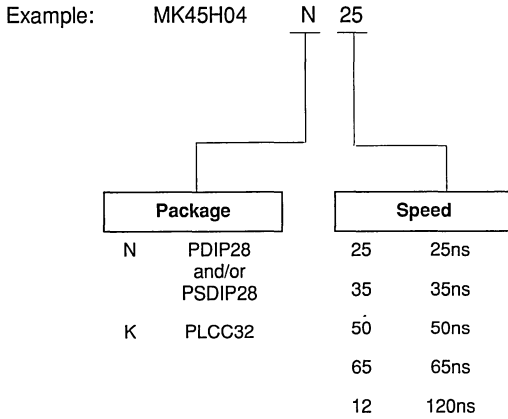 Example: MK45H04 N 25
Package Speed
N PDIP28 and/or PSDIP28
K PLCC32
25 25ns
35 35ns
50 50ns
65 65ns
12 120ns